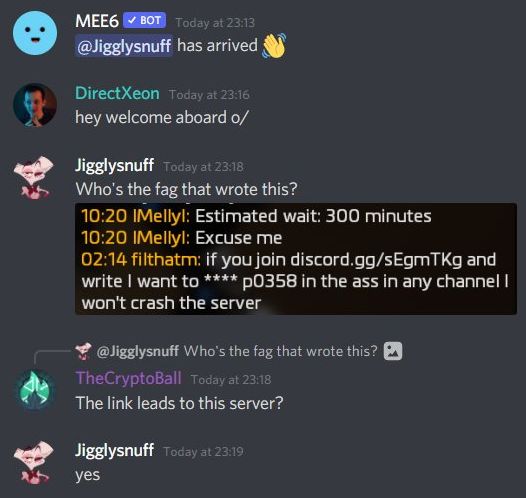 MEE6 ✓ BOT Today at 23:13
@Jigglysnuff has arrived 👋
DirectXeon Today at 23:16
hey welcome aboard o/
Jigglysnuff Today at 23:18
Who's the fag that wrote this?
10:20 IMellyI: Estimated wait: 300 minutes
10:20 IMellyI: Excuse me
02:14 filthatm: if you join discord.gg/sEgmTKg and
write I want to **** p0358 in the ass in any channel I
won't crash the server
@Jigglysnuff Who's the fag that wrote this?
TheCryptoBall Today at 23:18
The link leads to this server?
Jigglysnuff Today at 23:19
yes